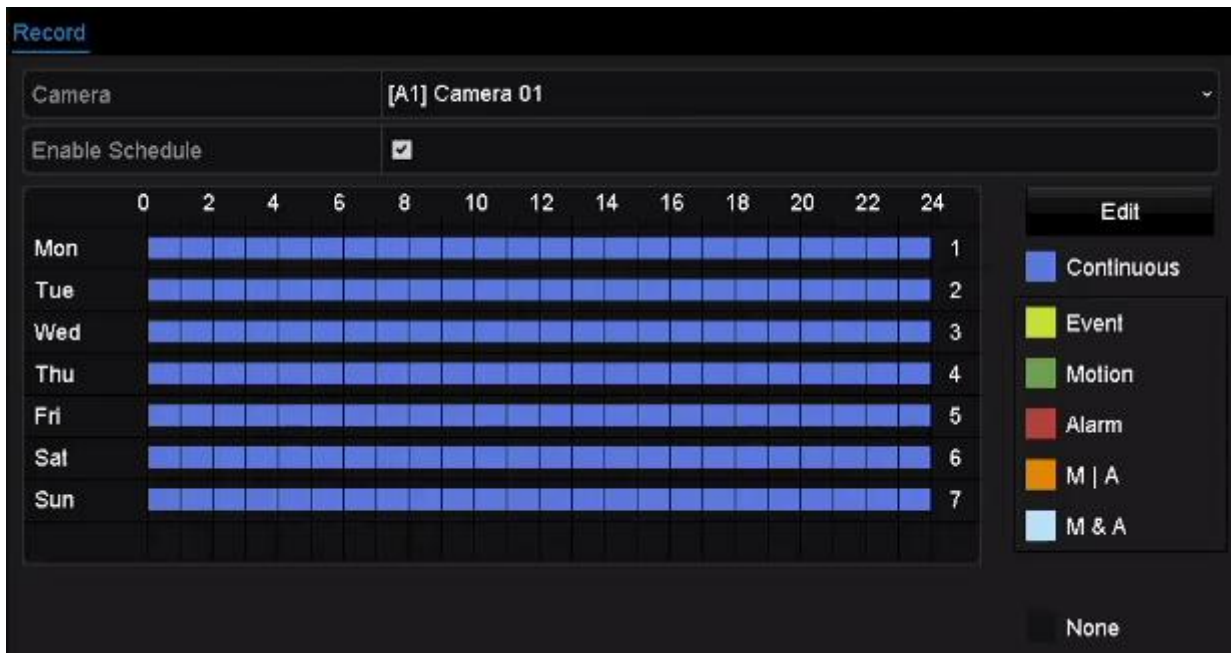 Record
Camera [A1] Camera 01
Enable Schedule
0 2 4 6 8 10 12 14 16 18 20 22 24
Edit
Mon 1
Continuous
Tue 2
Wed 3
Event
Thu 4
Motion
Fri 5
Alarm
Sat 6
M | A
Sun 7
M & A
None